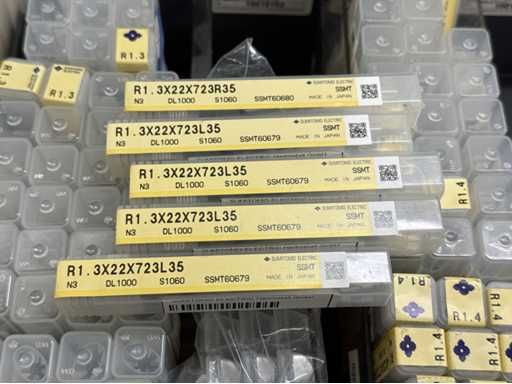 R1.3
R1.3
R1.3X22X723R35
SUMITOMO ELECTRIC
SSMT
N3 DL1000 S1060 SSMT60680 MADE IN JAPAN
R1.3X22X723L35
SUMITOMO ELECTRIC
SSMT
N3 DL1000 S1060 SSMT60679 MADE IN JAPAN
R1.3X22X723L35
SUMITOMO ELECTRIC
SSMT
N3 DL1000 S1060 SSMT60679 MADE IN JAPAN
R1.3X22X723L35
SUMITOMO ELECTRIC
SSMT
N3 DL1000 S1060 SSMT60679 MADE IN JAPAN
R1.3X22X723L35
SUMITOMO ELECTRIC
SSMT
N3 DL1000 S1060 SSMT60679 MADE IN JAPAN
R1.4
R1.4
R1.4
R1.4
R1.4